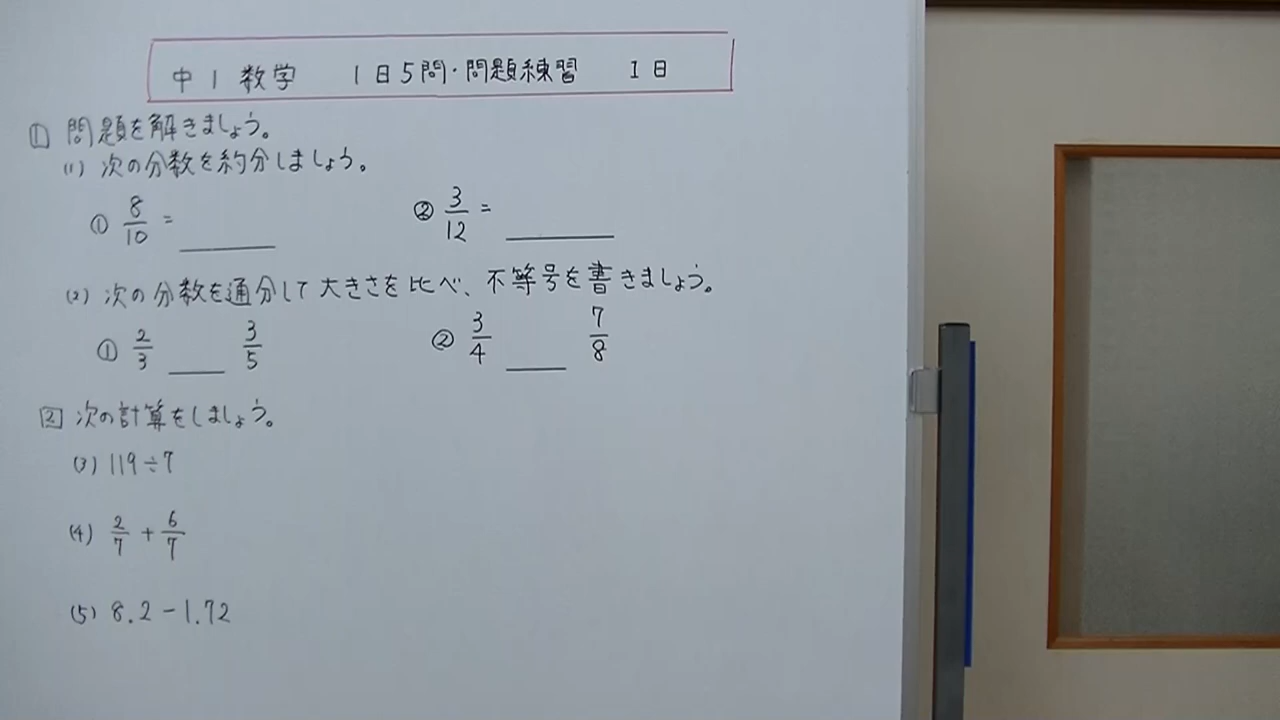 中1 数学 1日5問・問題練習 1日
1 問題を解きましょう。
(1) 次の分数を約分しましょう。
① 8/10 = ____ ② 3/12 = ____
(2) 次の分数を通分して大きさを比べ、不等号を書きましょう。
① 2/3 ____ 3/5 ② 3/4 ____ 7/8
2 次の計算をしましょう。
(3) 119÷7
(4) 2/7 + 6/7
(5) 8.2 - 1.72